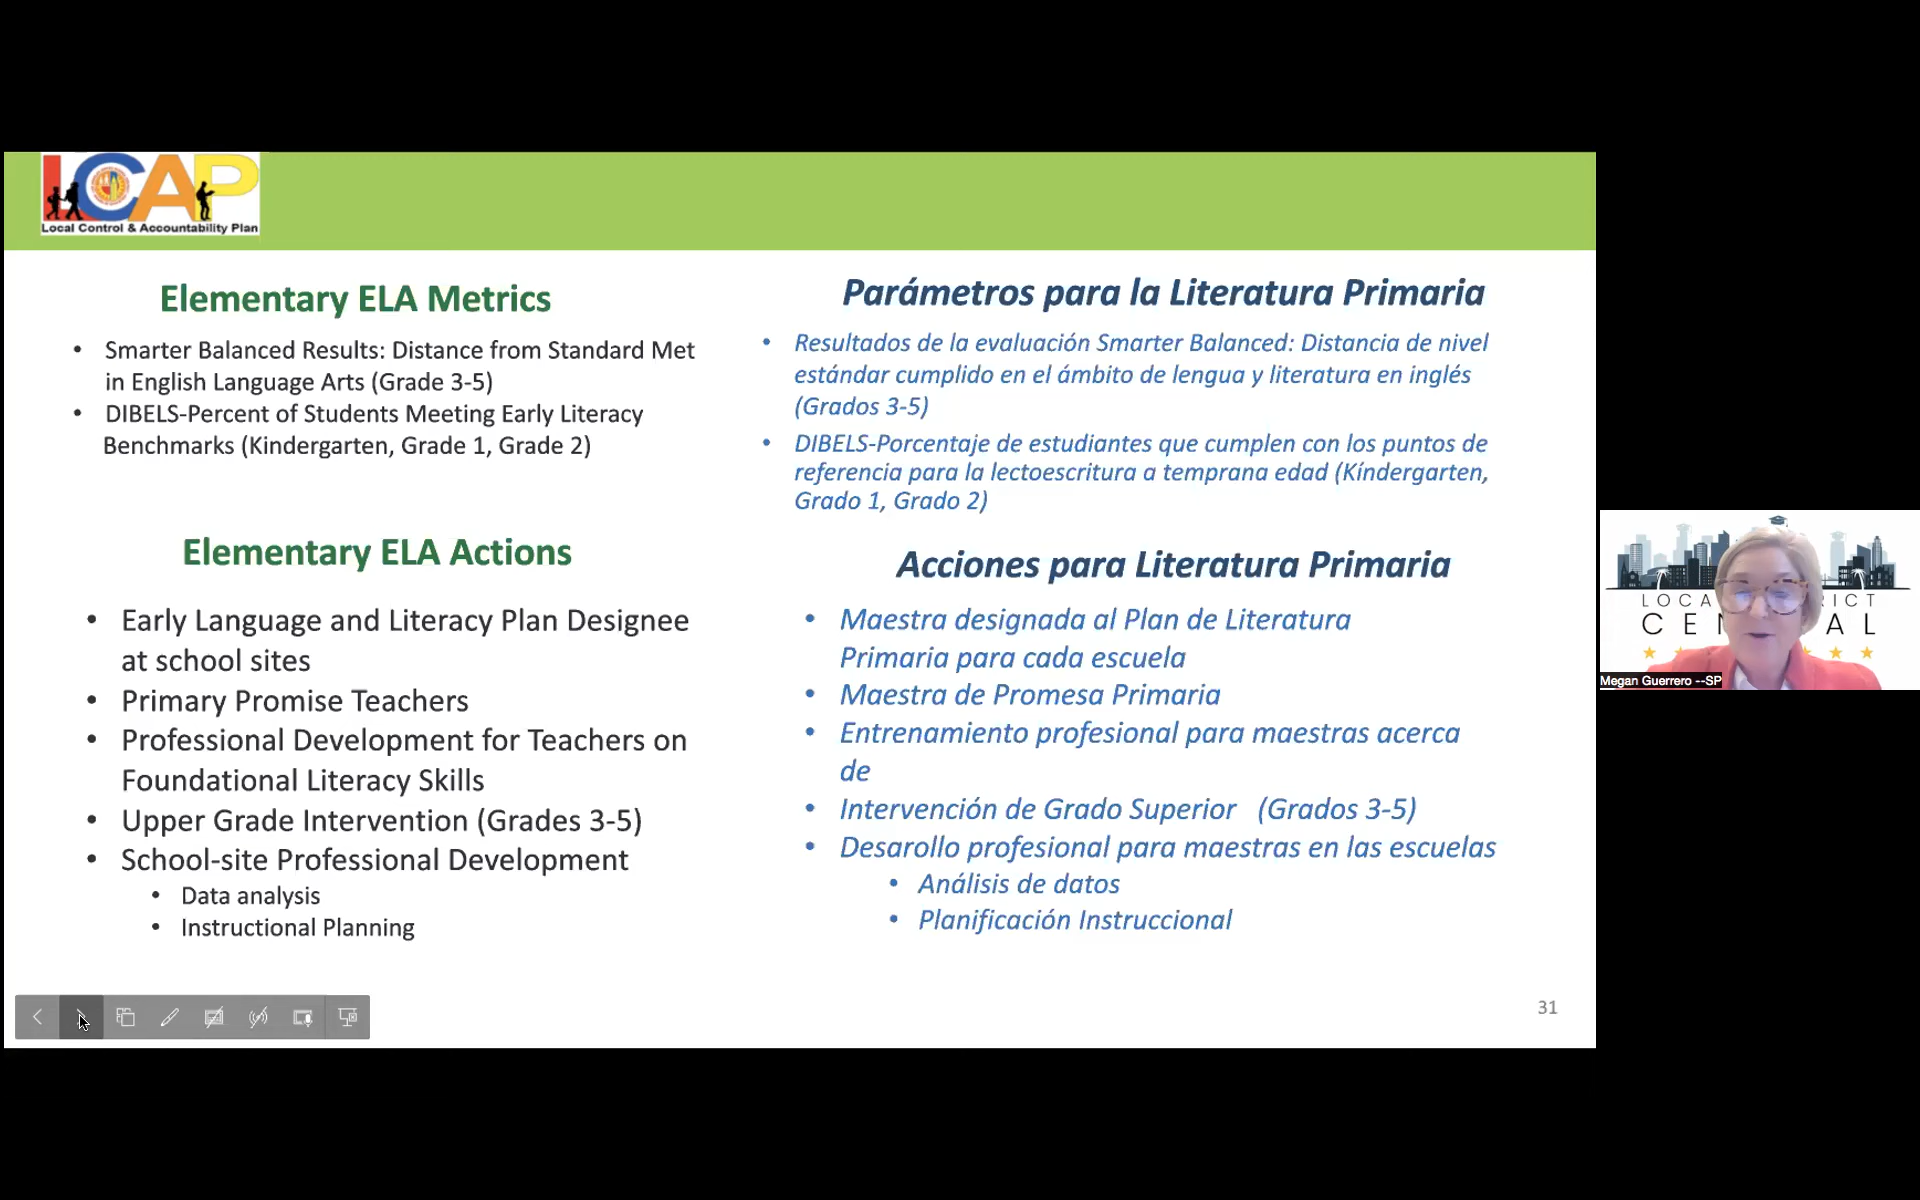 LCAP
Local Control & Accountability Plan
Elementary ELA Metrics
• Smarter Balanced Results: Distance from Standard Met
in English Language Arts (Grade 3-5)
• DIBELS-Percent of Students Meeting Early Literacy
Benchmarks (Kindergarten, Grade 1, Grade 2)
Elementary ELA Actions
• Early Language and Literacy Plan Designee
at school sites
• Primary Promise Teachers
• Professional Development for Teachers on
Foundational Literacy Skills
• Upper Grade Intervention (Grades 3-5)
• School-site Professional Development
• Data analysis
• Instructional Planning
Parámetros para la Literatura Primaria
• Resultados de la evaluación Smarter Balanced: Distancia de nivel
estándar cumplido en el ámbito de lengua y literatura en inglés
(Grados 3-5)
• DIBELS-Porcentaje de estudiantes que cumplen con los puntos de
referencia para la lectoescritura a temprana edad (Kíndergarten,
Grado 1, Grado 2)
Acciones para Literatura Primaria
• Maestra designada al Plan de Literatura
Primaria para cada escuela
• Maestra de Promesa Primaria
• Entrenamiento profesional para maestras acerca
de
• Intervención de Grado Superior (Grados 3-5)
• Desarollo profesional para maestras en las escuelas
• Análisis de datos
• Planificación Instruccional
31
LOCA RICT
CEN AL
Megan Guerrero --SP